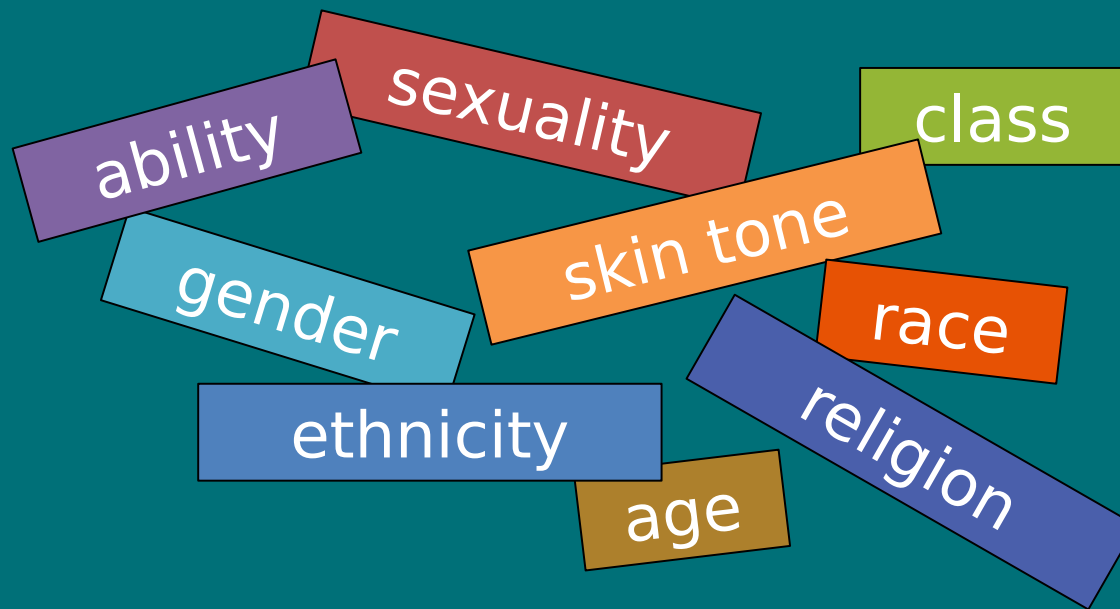 sexuality
class
ability
skin tone
gender
race
ethnicity
religion
age